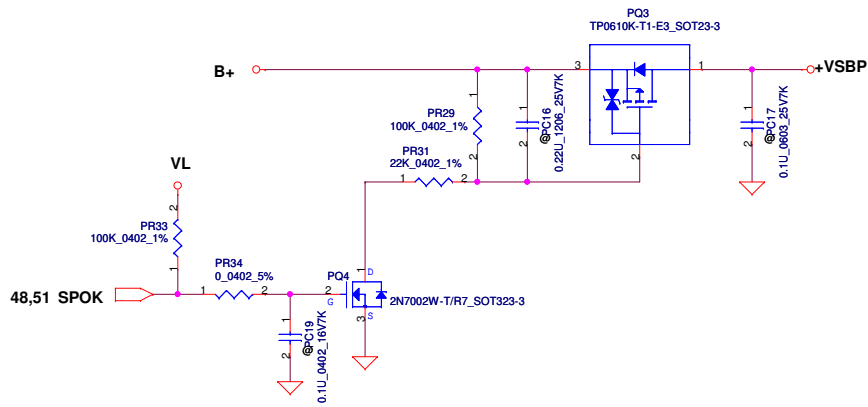 PQ3
TP0610K-T1-E3_SOT23-3
B+
3
1
+VSBP
1
PR29
100K_0402_1%
2
1
2
@PC16
0.22U_1206_25V7K
1
2
@PC17
0.1U_0603_25V7K
2
PR31
22K_0402_1%
1
2
VL
2
PR33
100K_0402_1%
1
PR34
0_0402_5%
48,51 SPOK
1
2
PQ4
2
G
1
D
S
3
2N7002W-T/R7_SOT323-3
1
2
@PC19
0.1U_0402_16V7K